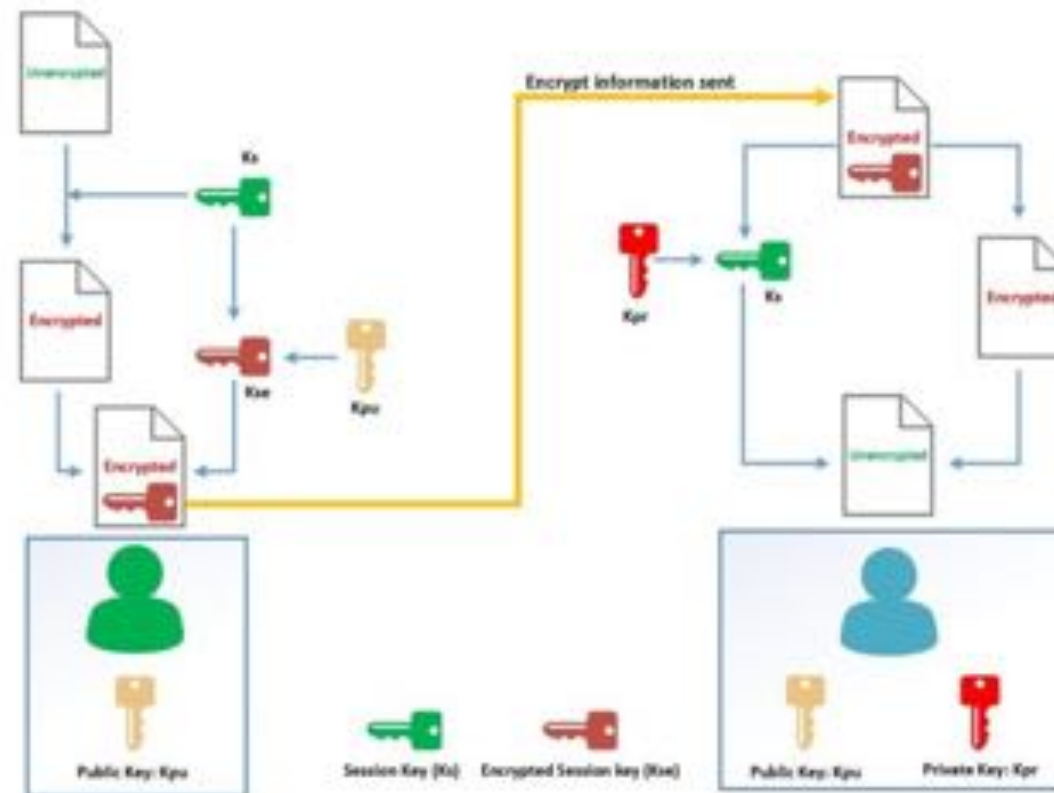 Unencrypted
Encrypt information sent
Encrypted
Ks
Encrypted
Kpr
Ks
Encrypted
Kse
Kpu
Unencrypted
Encrypted
Public Key: Kpu
Session Key (Ks)
Encrypted Session key (Kse)
Public Key: Kpu
Private Key: Kpr